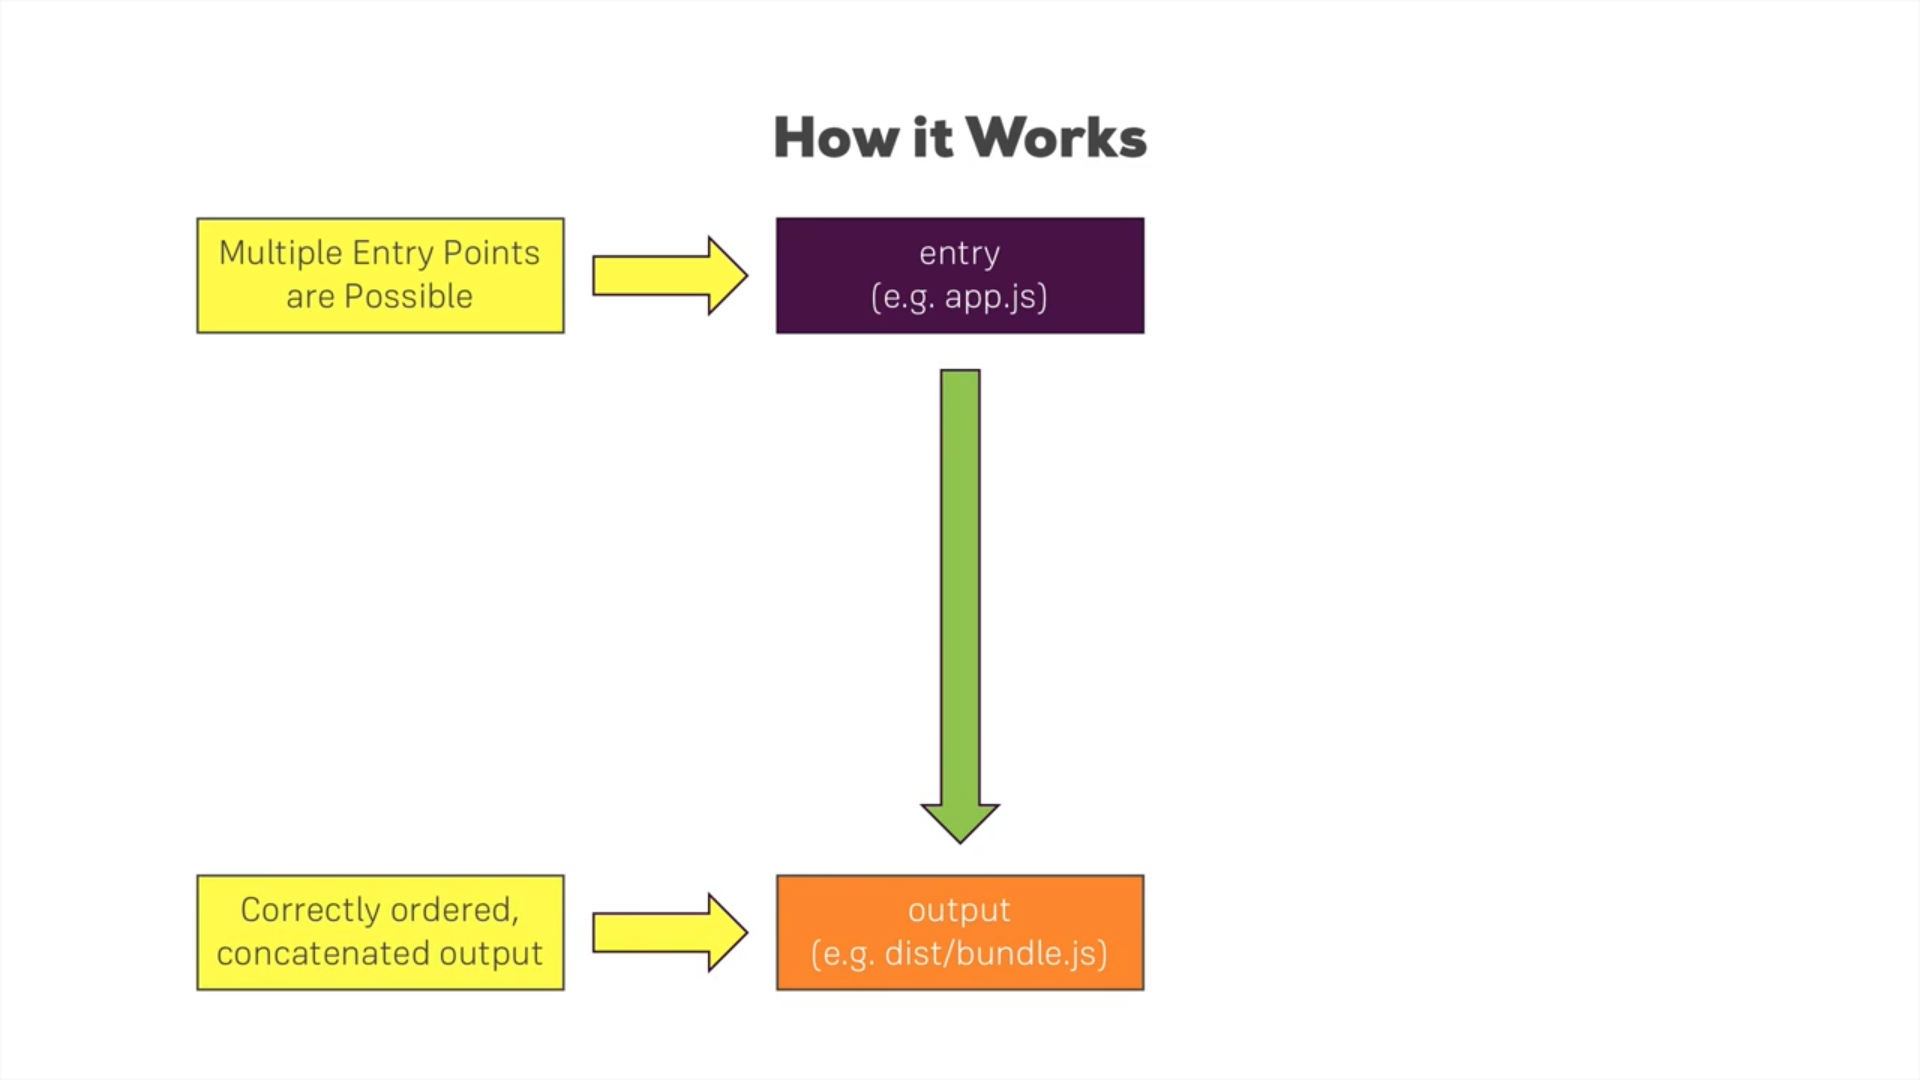 How it Works
Multiple Entry Points
are Possible
entry
(e.g. app.js)
Correctly ordered,
concatenated output
output
(e.g. dist/bundle.js)